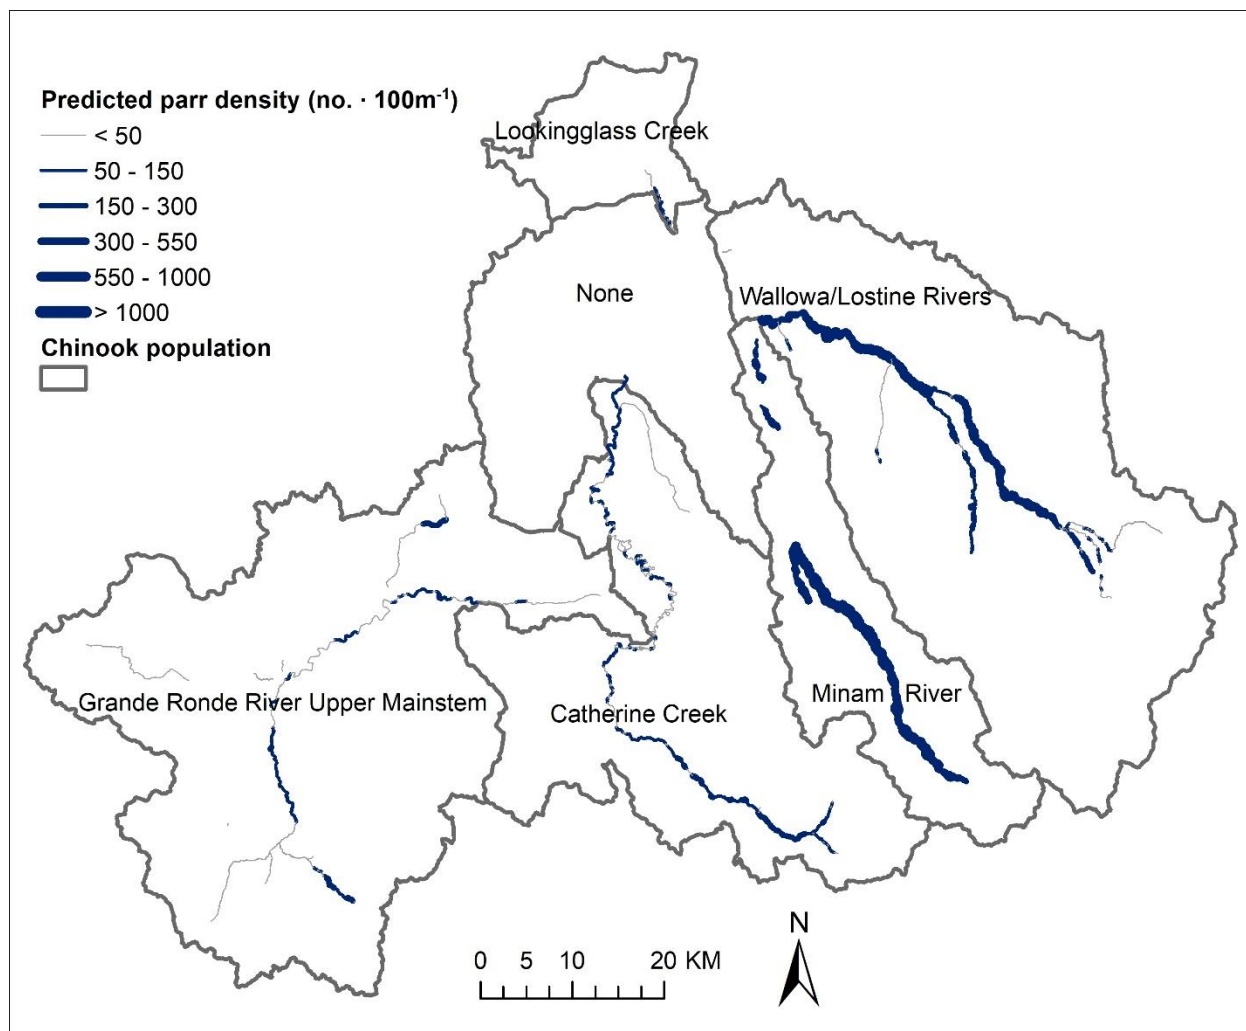 Predicted parr density (no. · 100m⁻¹)
< 50
50 - 150
150 - 300
300 - 550
550 - 1000
> 1000
Chinook population
Lookingglass Creek
None
Wallowa/Lostine Rivers
Grande Ronde River Upper Mainstem
Catherine Creek
Minam River
N
0 5 10 20 KM